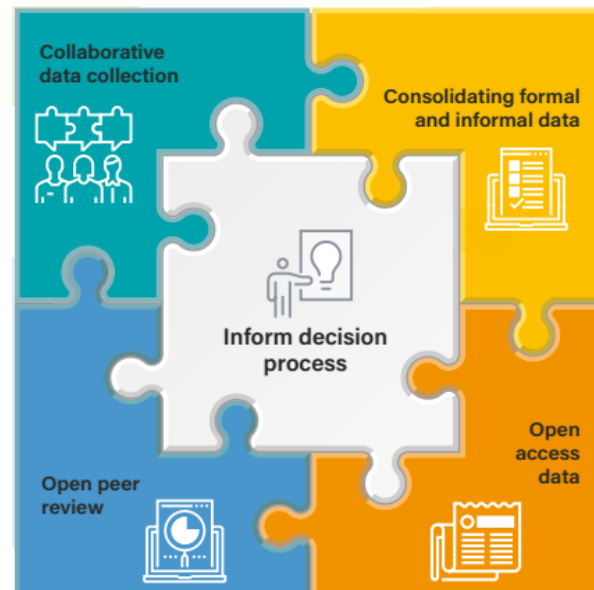 Collaborative
data collection
Consolidating formal
and informal data
Inform decision
process
Open peer
review
Open
access
data